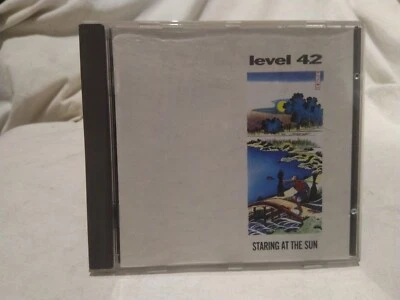 level 42
STARING AT THE SUN